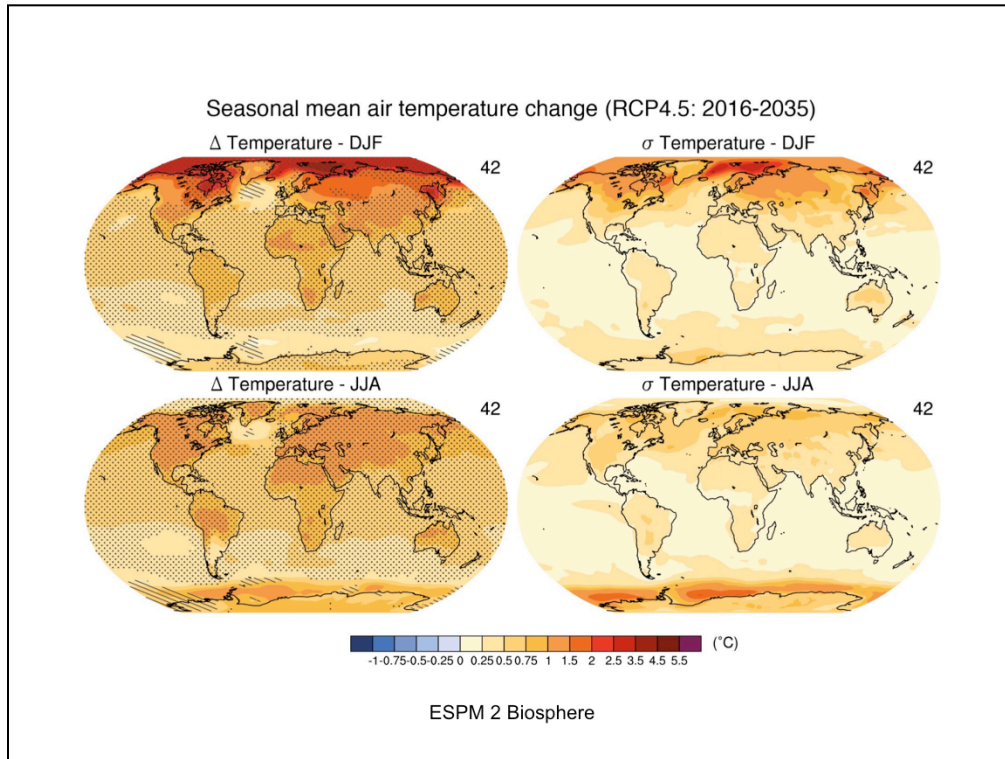 Seasonal mean air temperature change (RCP4.5: 2016-2035)
Δ Temperature - DJF
σ Temperature - DJF
42
42
Δ Temperature - JJA
σ Temperature - JJA
42
42
(°C)
-1 -0.75 -0.5 -0.25 0 0.25 0.5 0.75 1 1.5 2 2.5 3.5 4.5 5.5
ESPM 2 Biosphere